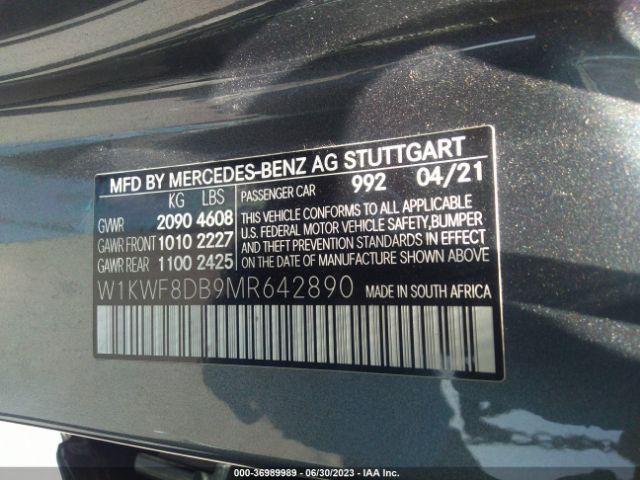 MFD BY MERCEDES-BENZ AG STUTTGART
KG LBS PASSENGER CAR 992 04/21
GVWR 2090 4608
GAWR FRONT 1010 2227
GAWR REAR 1100 2425
THIS VEHICLE CONFORMS TO ALL APPLICABLE
U.S. FEDERAL MOTOR VEHICLE SAFETY, BUMPER
AND THEFT PREVENTION STANDARDS IN EFFECT
ON THE DATE OF MANUFACTURE SHOWN ABOVE
W1KWF8DB9MR642890 MADE IN SOUTH AFRICA
000-36989989 - 06/30/2023 - IAA Inc.